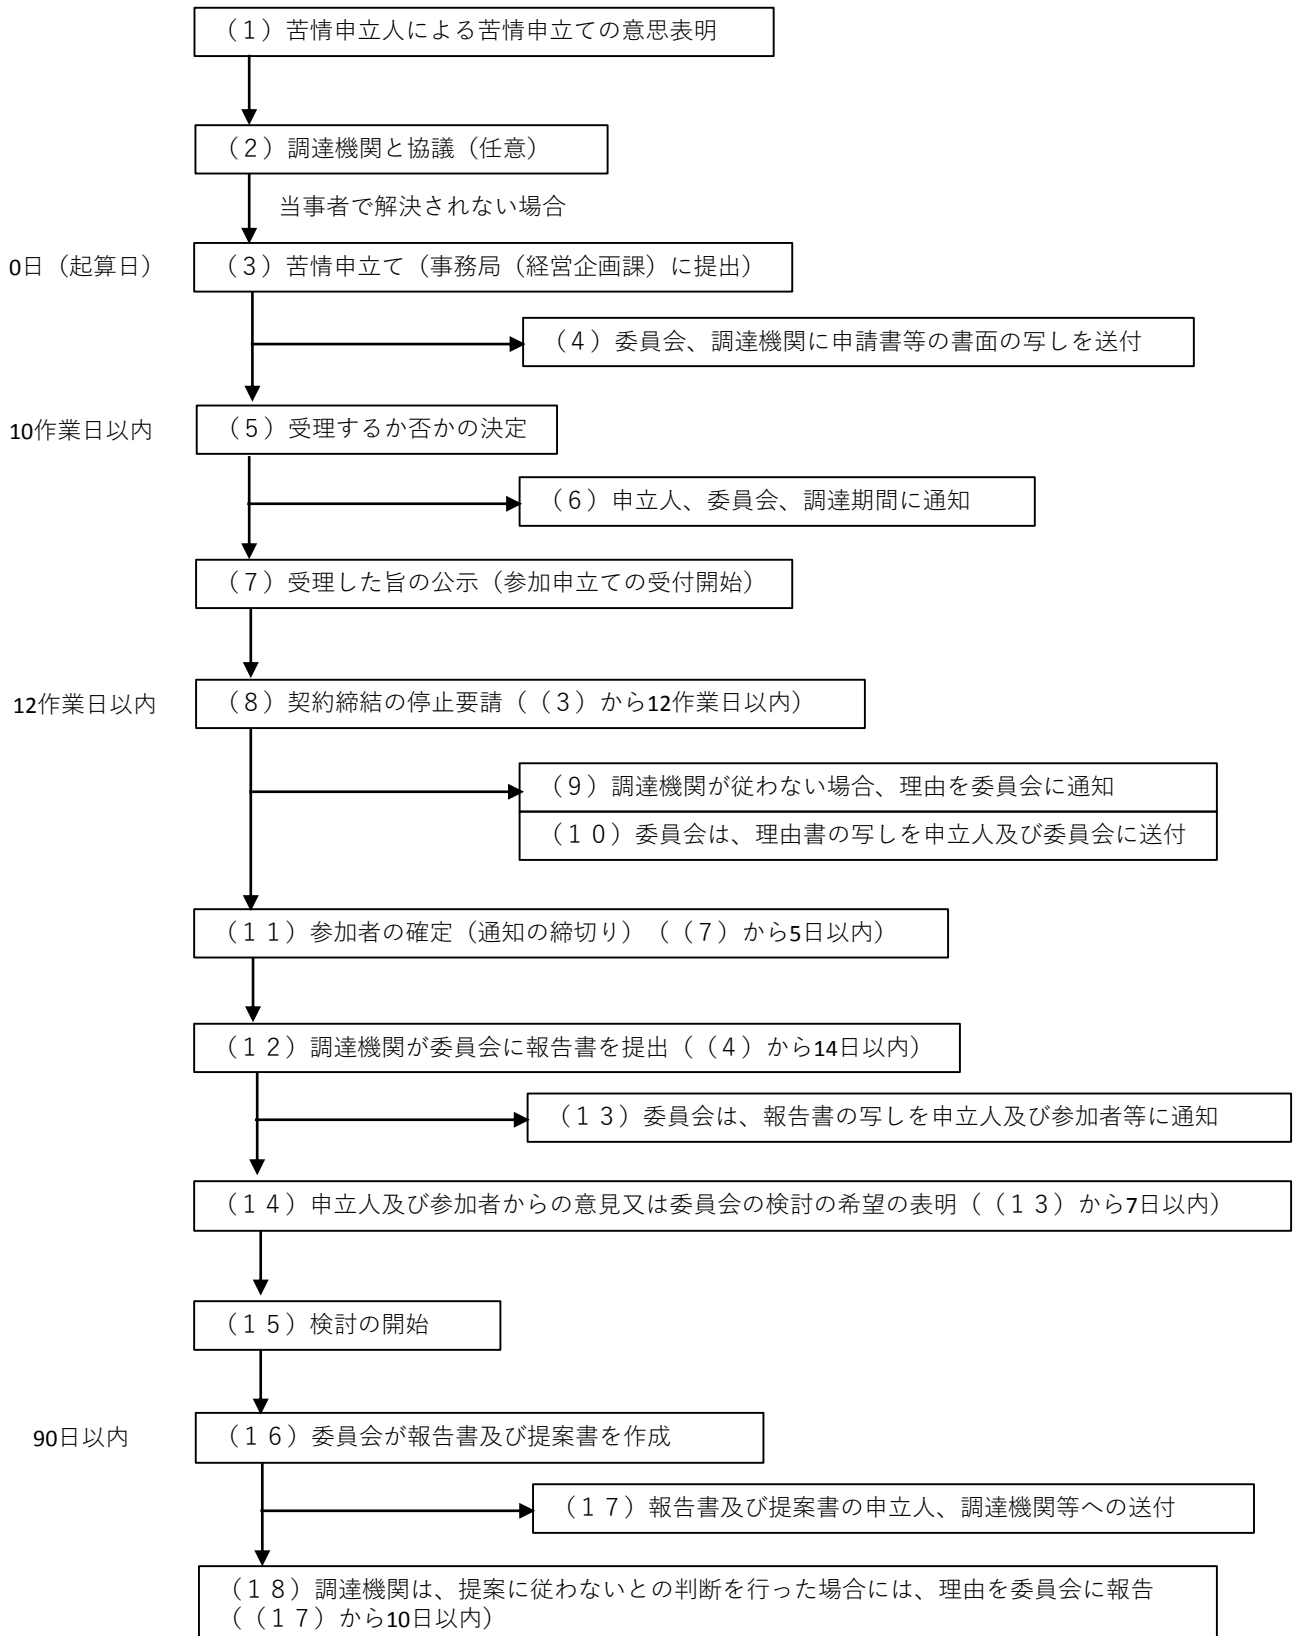 （１）苦情申立人による苦情申立ての意思表明
（２）調達機関と協議（任意）
当事者で解決されない場合
0日（起算日）
（３）苦情申立て（事務局（経営企画課）に提出）
（４）委員会、調達機関に申請書等の書面の写しを送付
10作業日以内
（５）受理するか否かの決定
（６）申立人、委員会、調達期間に通知
（７）受理した旨の公示（参加申立ての受付開始）
12作業日以内
（８）契約締結の停止要請（（３）から12作業日以内）
（９）調達機関が従わない場合、理由を委員会に通知
（１０）委員会は、理由書の写しを申立人及び委員会に送付
（１１）参加者の確定（通知の締切り）（（７）から5日以内）
（１２）調達機関が委員会に報告書を提出（（４）から14日以内）
（１３）委員会は、報告書の写しを申立人及び参加者等に通知
（１４）申立人及び参加者からの意見又は委員会の検討の希望の表明（（１３）から7日以内）
（１５）検討の開始
90日以内
（１６）委員会が報告書及び提案書を作成
（１７）報告書及び提案書の申立人、調達機関等への送付
（１８）調達機関は、提案に従わないとの判断を行った場合には、理由を委員会に報告
（（１７）から10日以内）